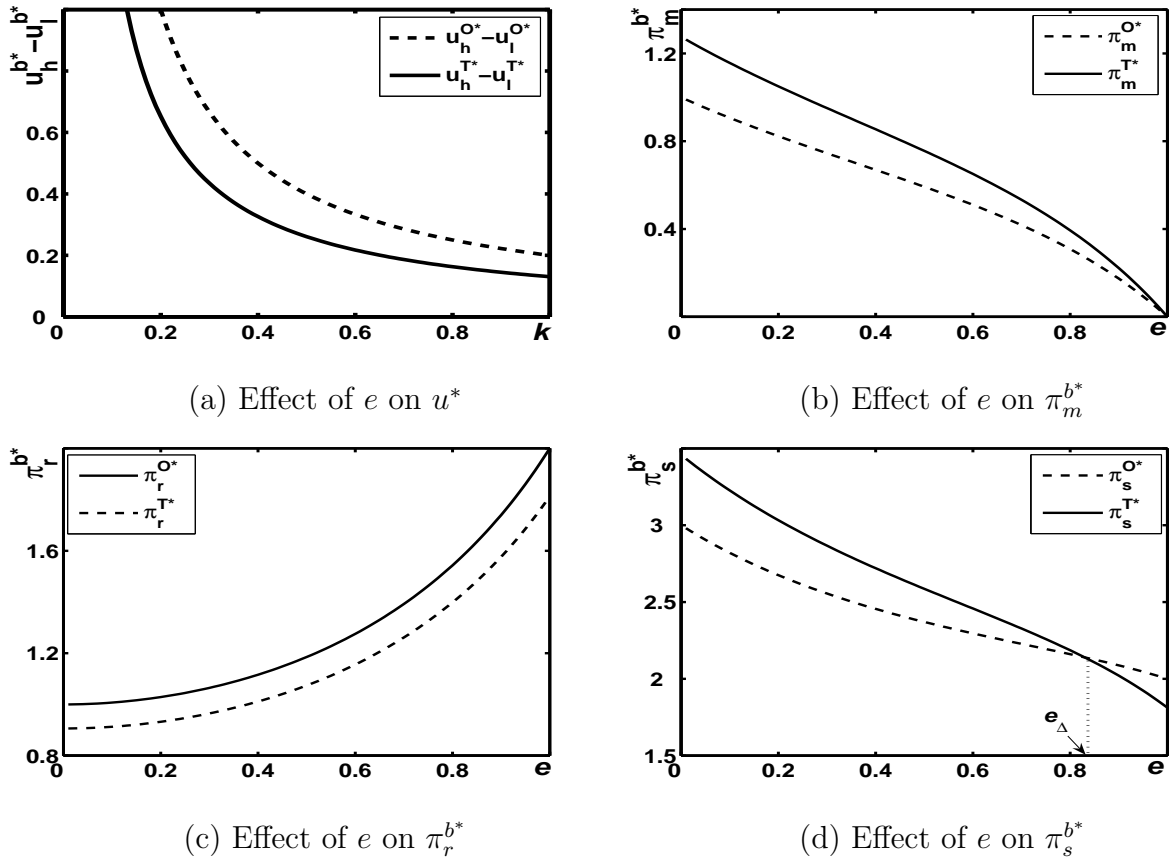 u_h^{b*}−u_l^{b*}
u_h^{O*}−u_l^{O*}
u_h^{T*}−u_l^{T*}
0.6
0.4
0.2
0
0 0.2 0.4 0.6 0.8 k
(a) Effect of e on u*
π_m^{b*}
π_m^{O*}
π_m^{T*}
1.2
0.8
0.4
0 0.2 0.4 0.6 0.8 e
(b) Effect of e on π_m^{b*}
π_r^{b*}
π_r^{O*}
π_r^{T*}
1.6
1.2
0.8
0 0.2 0.4 0.6 0.8 e
(c) Effect of e on π_r^{b*}
π_s^{b*}
π_s^{O*}
π_s^{T*}
3
2.5
2
1.5
e_Δ
0 0.2 0.4 0.6 0.8 e
(d) Effect of e on π_s^{b*}